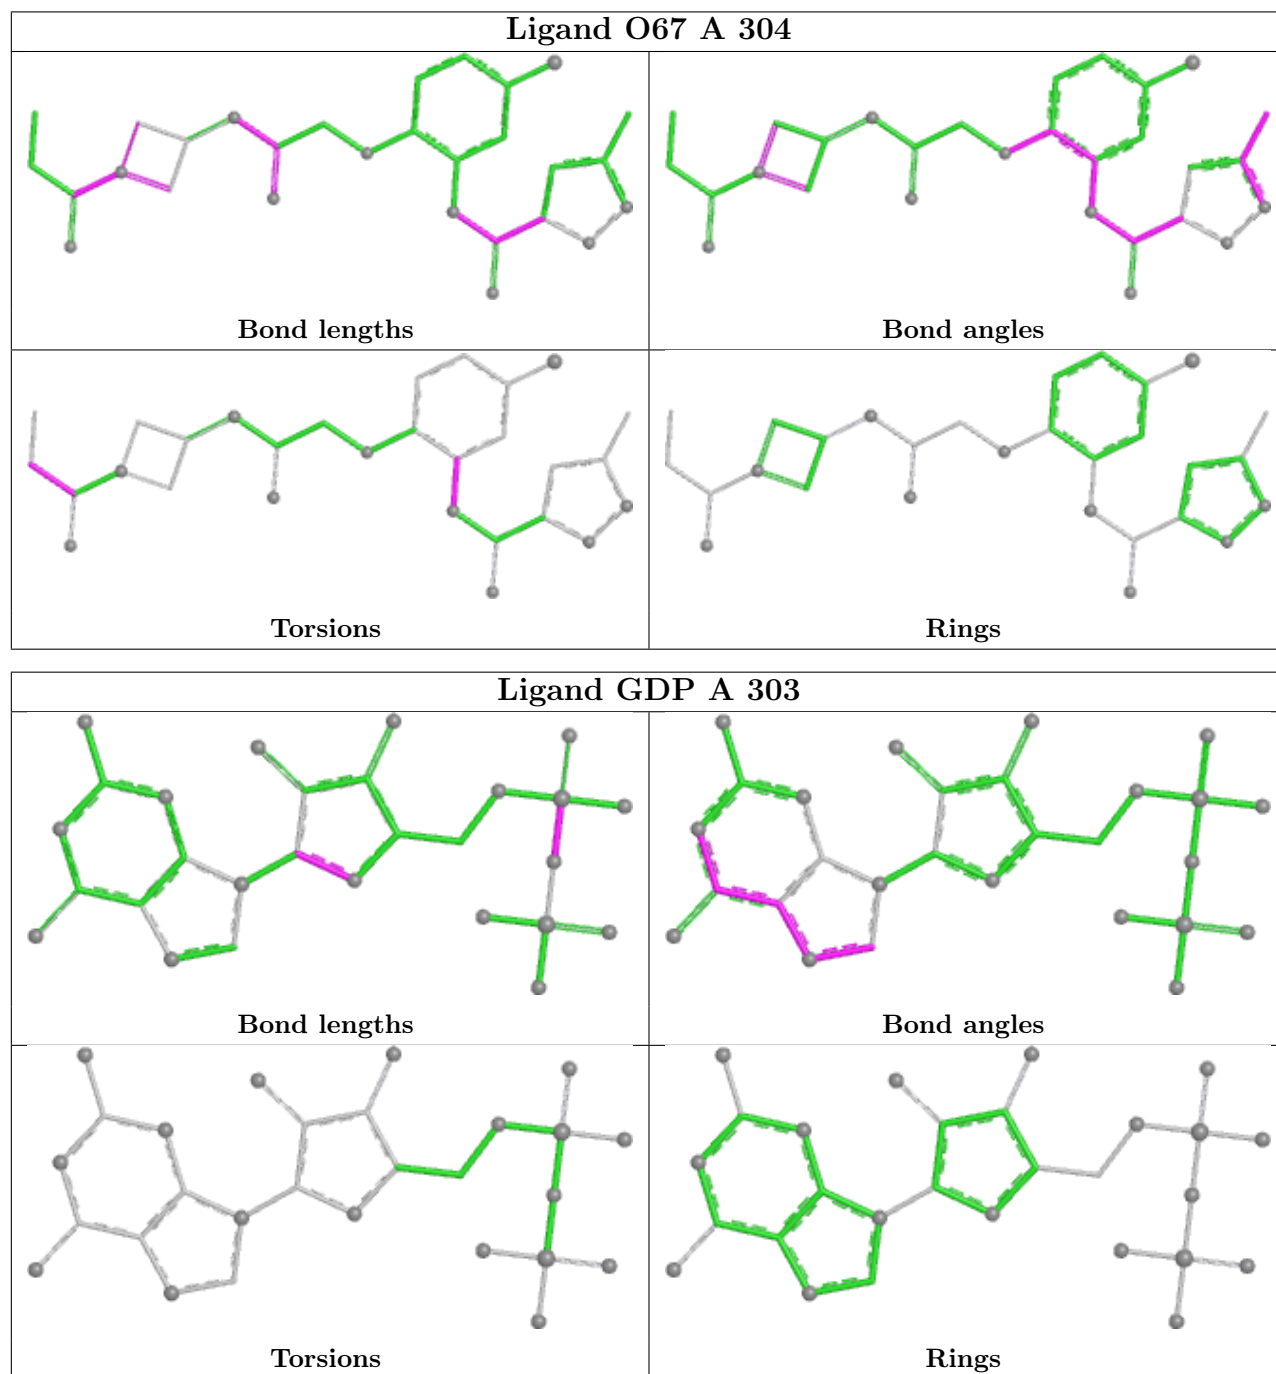 Ligand O67 A 304
Bond lengths
Bond angles
Torsions
Rings
Ligand GDP A 303
Bond lengths
Bond angles
Torsions
Rings